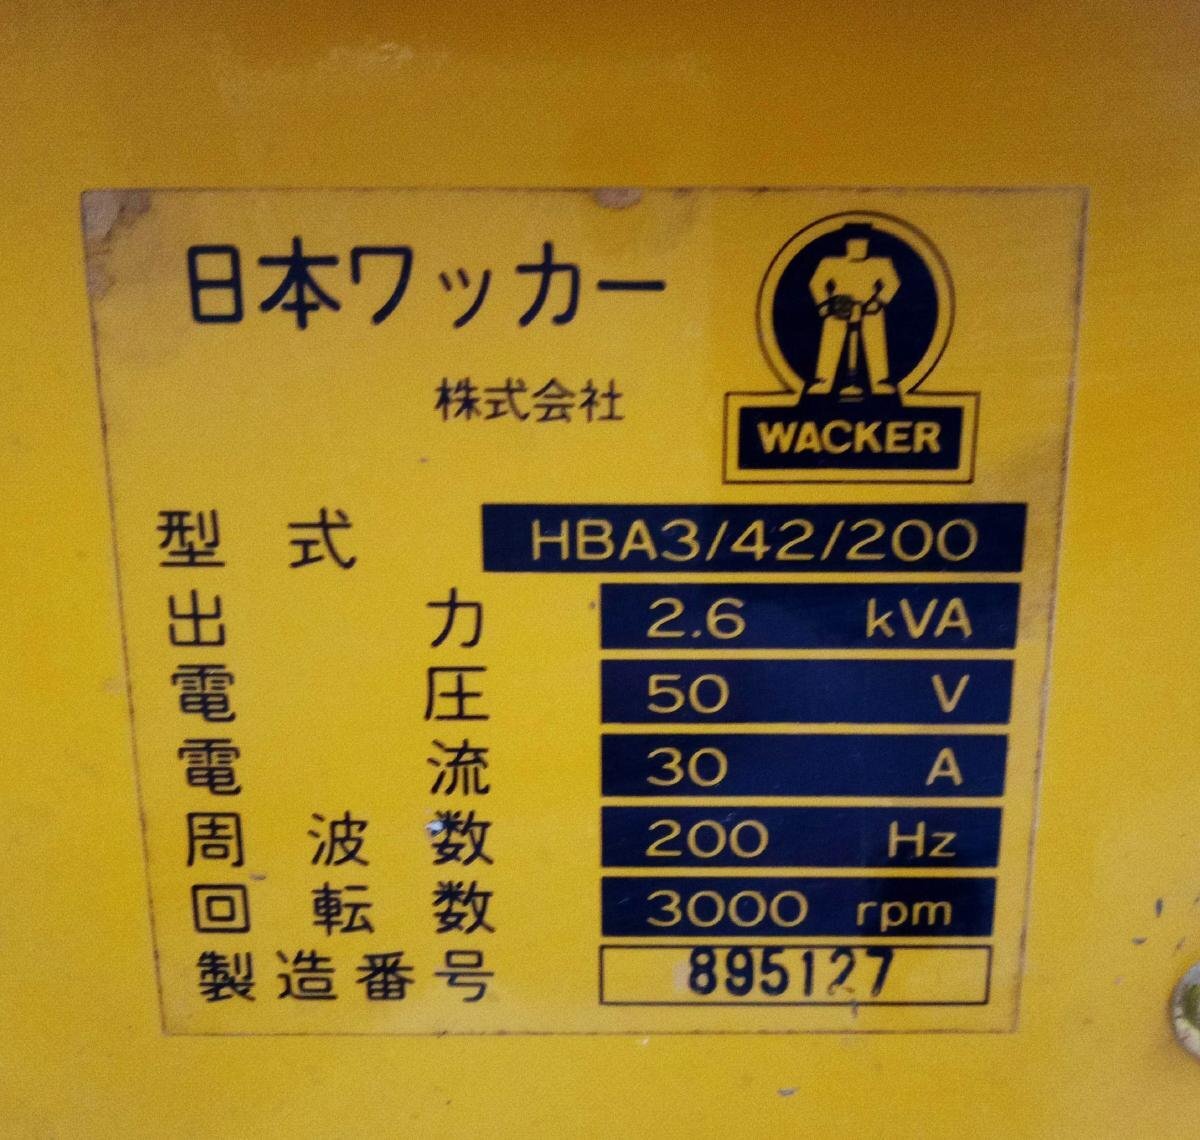 日本ワッカー
株式会社
WACKER
型式 HBA3/42/200
出力 2.6 kVA
電圧 50 V
電流 30 A
周波数 200 Hz
回転数 3000 rpm
製造番号 895127